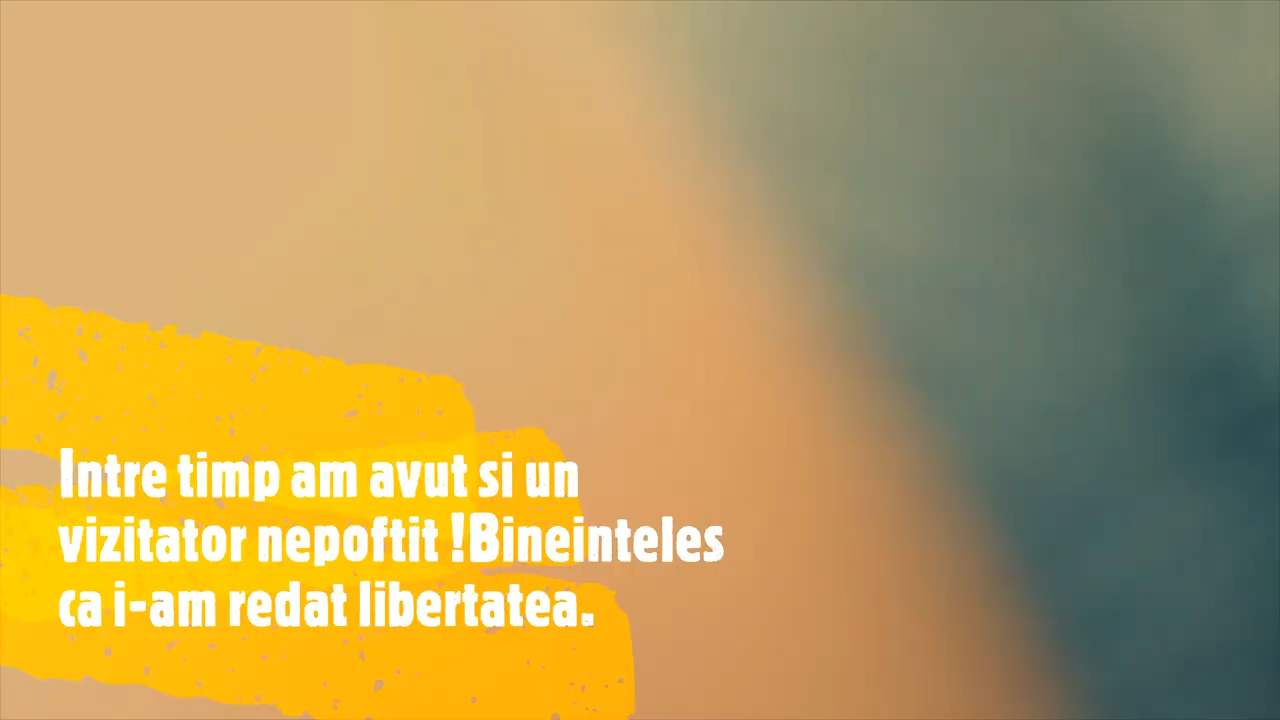 Intre timp am avut si un
vizitator nepoftit !Bineinteles
ca i-am redat libertatea.